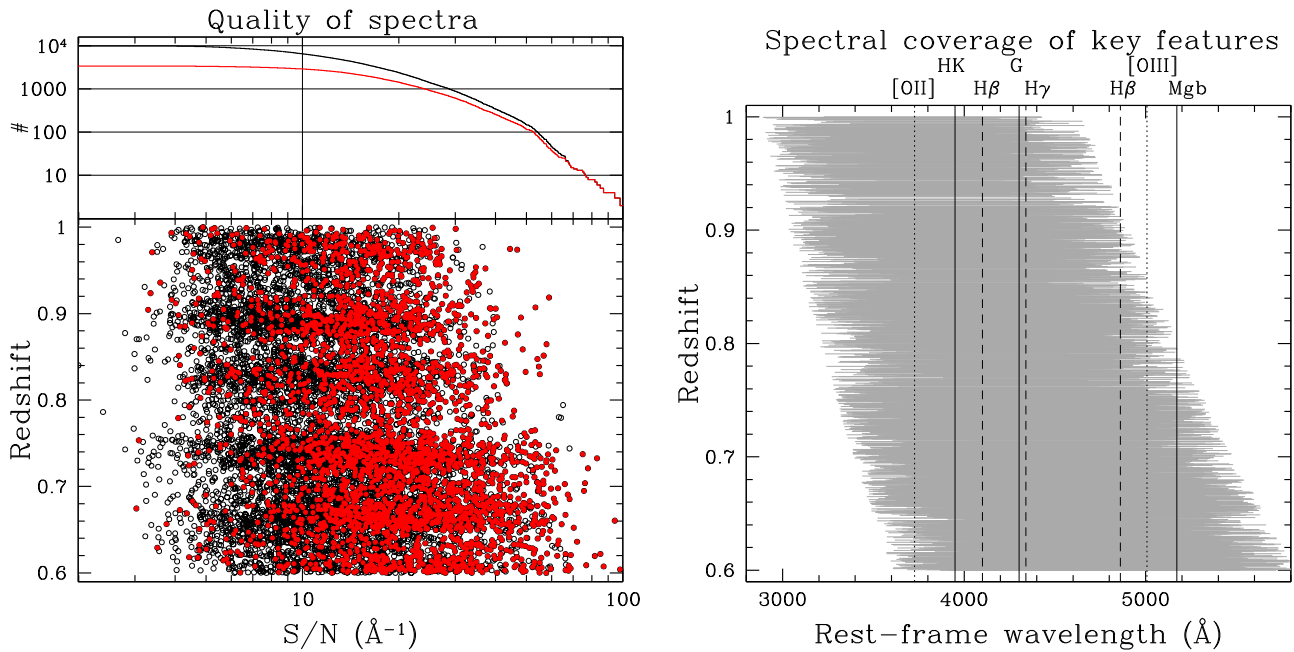 Quality of spectra
10⁴
1000
100
10
#
1
0.9
0.8
0.7
0.6
Redshift
10 100
S/N (Å⁻¹)
Spectral coverage of key features
HK G [OIII]
[OII] Hβ Hγ Hβ Mgb
1
0.9
0.8
0.7
0.6
Redshift
3000 4000 5000
Rest-frame wavelength (Å)